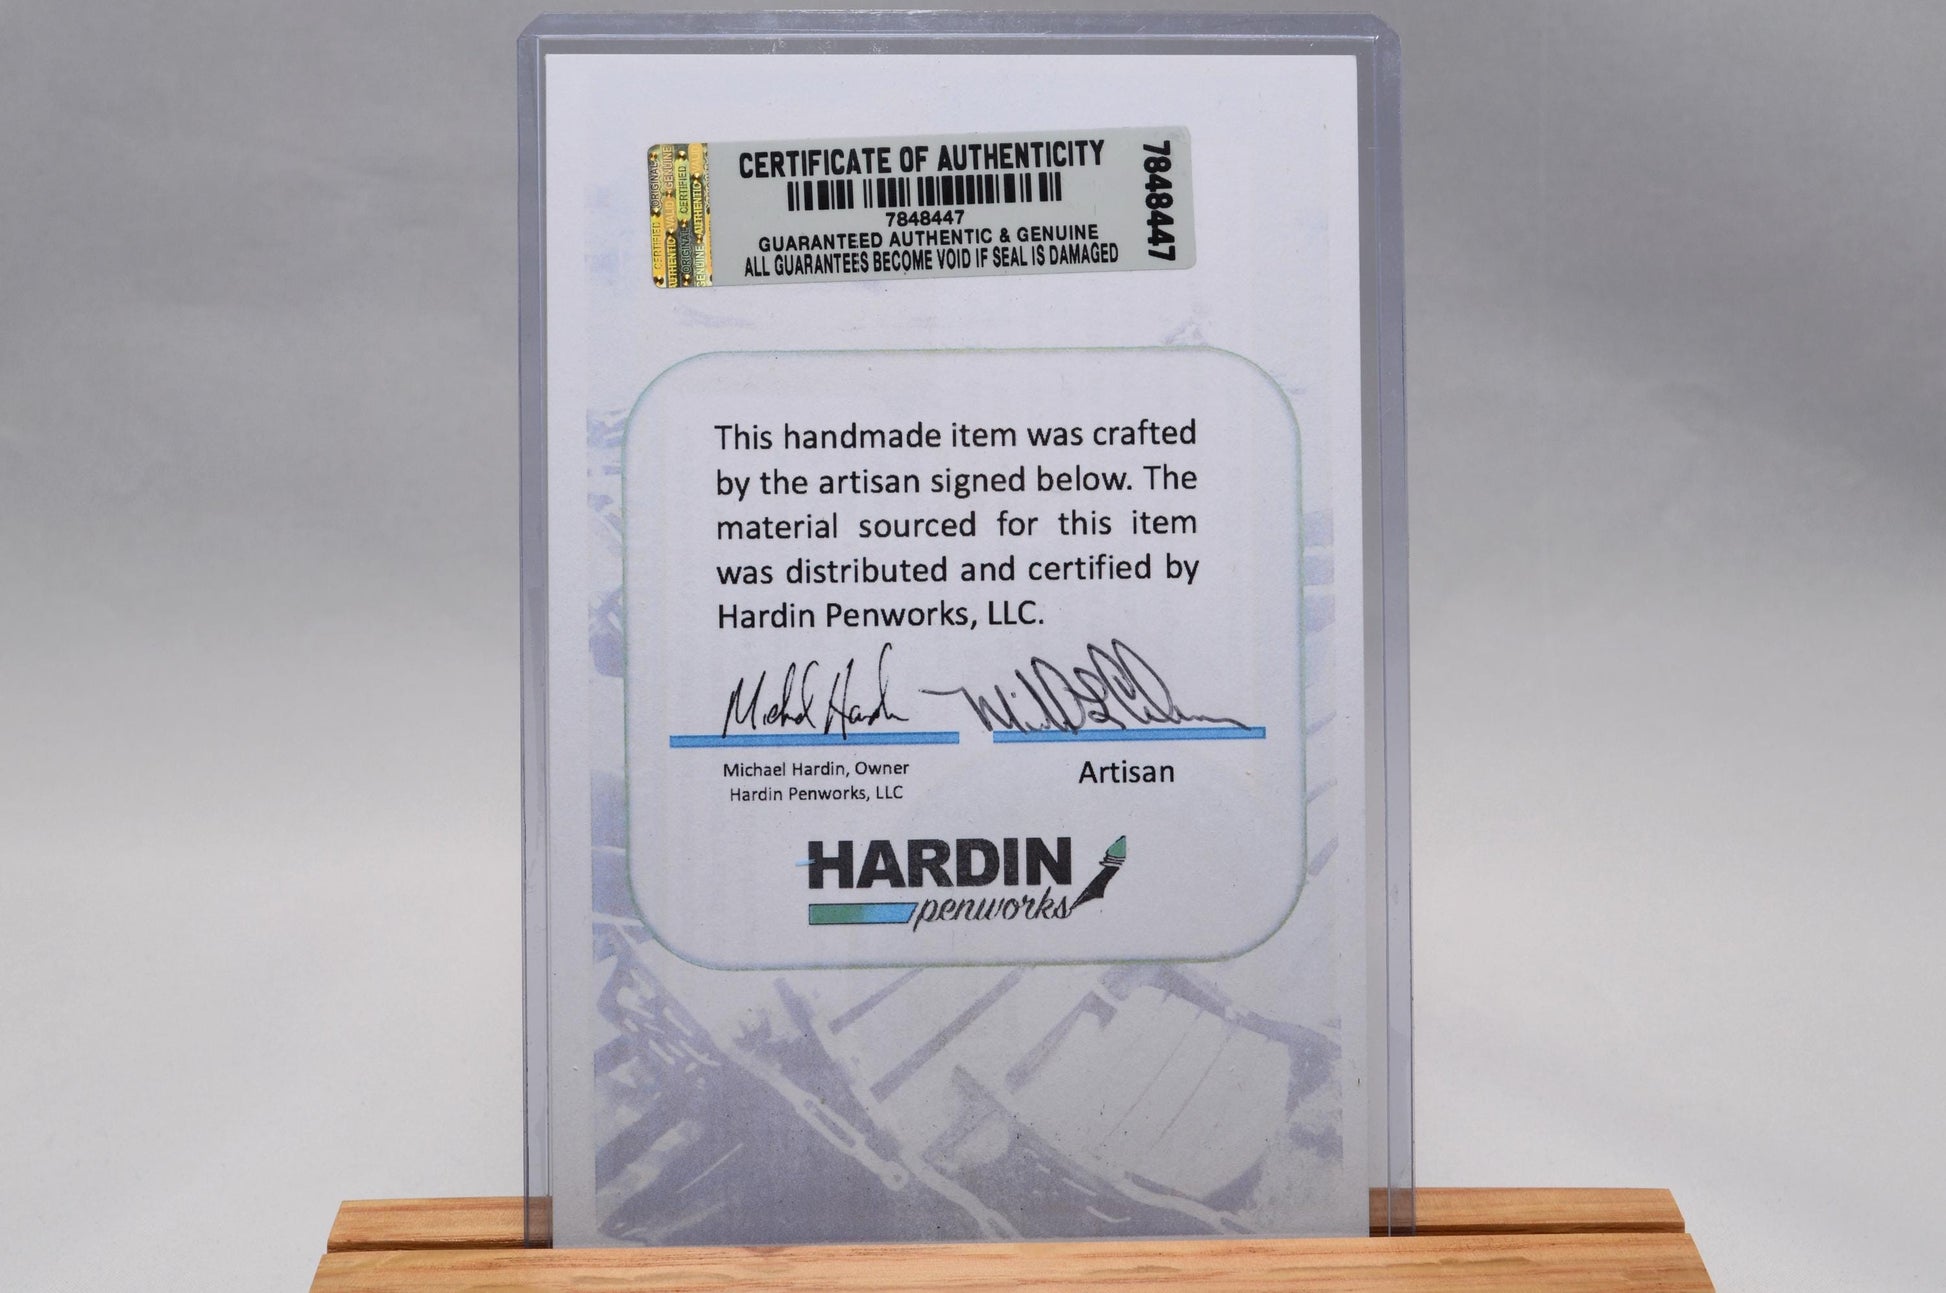 CERTIFICATE OF AUTHENTICITY
7848447
7848447
GUARANTEED AUTHENTIC & GENUINE
ALL GUARANTEES BECOME VOID IF SEAL IS DAMAGED
This handmade item was crafted
by the artisan signed below. The
material sourced for this item
was distributed and certified by
Hardin Penworks, LLC.
Michael Hardin, Owner
Hardin Penworks, LLC
Artisan
HARDIN
penworks